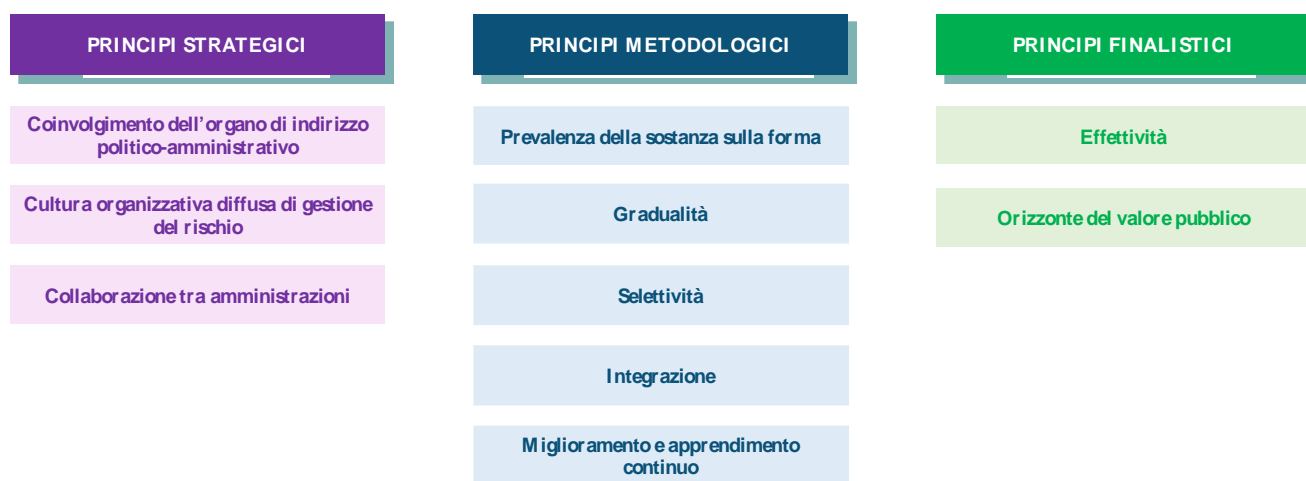 PRINCIPI STRATEGICI
Coinvolgimento dell'organo di indirizzo
politico-amministrativo
Cultura organizzativa diffusa di gestione
del rischio
Collaborazione tra amministrazioni
PRINCIPI METODOLOGICI
Prevalenza della sostanza sulla forma
Gradualità
Selettività
Integrazione
Miglioramento e apprendimento
continuo
PRINCIPI FINALISTICI
Effettività
Orizzonte del valore pubblico